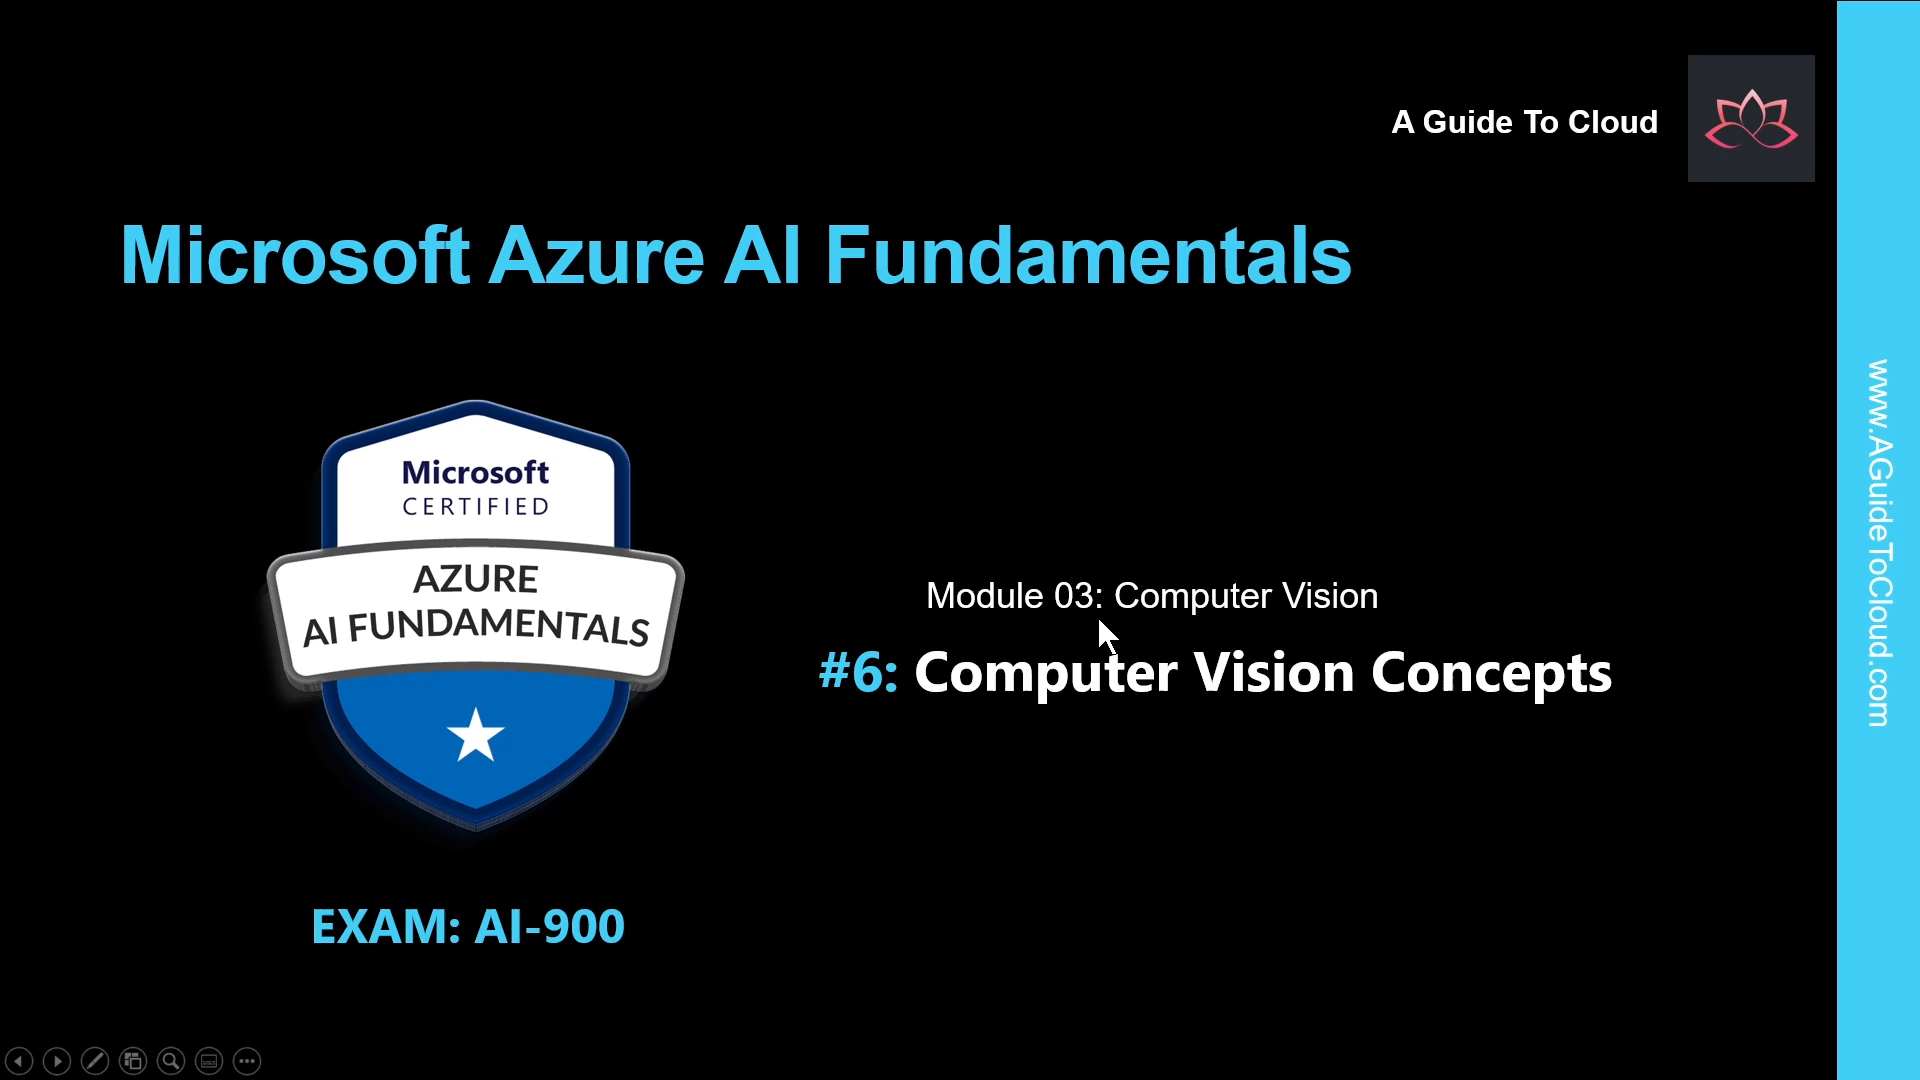 A Guide To Cloud
Microsoft Azure AI Fundamentals
Microsoft
CERTIFIED
AZURE
AI FUNDAMENTALS
Module 03: Computer Vision
#6: Computer Vision Concepts
EXAM: AI-900
www.AGuideToCloud.com